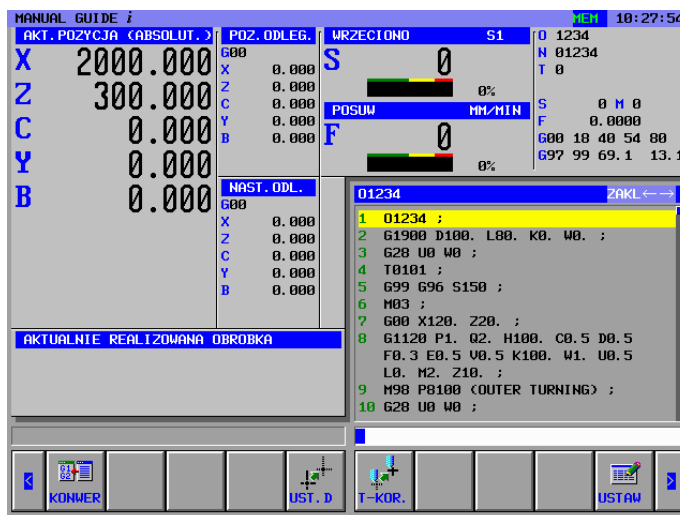 MANUAL GUIDE i
MEM 10:27:54
AKT.POZYCJA (ABSOLUT.)
X 2000.000
Z 300.000
C 0.000
Y 0.000
B 0.000
POZ.ODLEG.
G00
X 0.000
Z 0.000
C 0.000
Y 0.000
B 0.000
NAST.ODL.
G00
X 0.000
Z 0.000
C 0.000
Y 0.000
B 0.000
WRZECIONO S1
S 0
0%
POSUW MM/MIN
F 0
0%
O 1234
N 01234
T 0
S 0 M 0
F 0.0000
G00 18 40 54 80
G97 99 69.1 13.1
AKTUALNIE REALIZOWANA OBROBKA
O1234 ZAKL←→
1 O1234 ;
2 G1900 D100. L80. K0. W0. ;
3 G28 U0 W0 ;
4 T0101 ;
5 G99 G96 S150 ;
6 M03 ;
7 G00 X120. Z20. ;
8 G1120 P1. Q2. H100. C0.5 D0.5
F0.3 E0.5 V0.5 K100. W1. U0.5
L0. M2. Z10. ;
9 M98 P8100 (OUTER TURNING) ;
10 G28 U0 W0 ;
< G1 G2 KONWER UST.D T-KOR. USTAW >